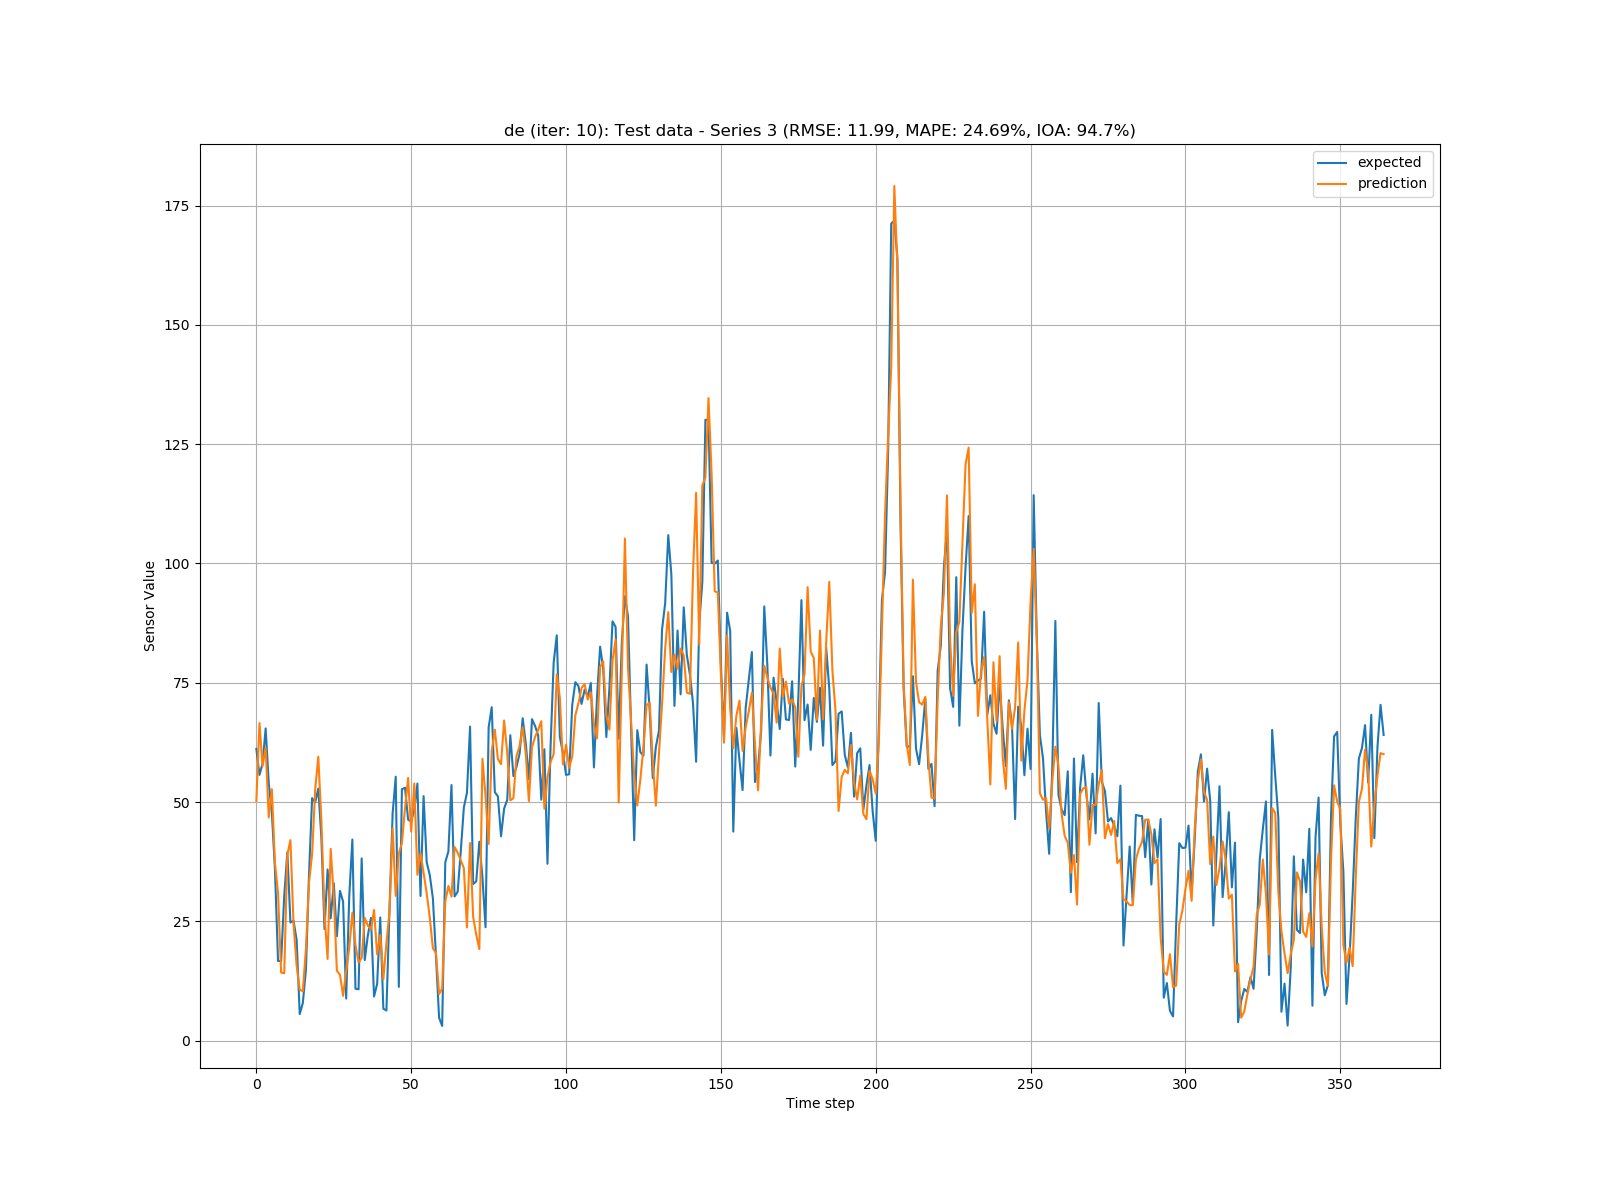 de (iter: 10): Test data - Series 3 (RMSE: 11.99, MAPE: 24.69%, IOA: 94.7%)
expected
prediction
175
150
125
100
75
50
25
0
Sensor Value
0 50 100 150 200 250 300 350
Time step